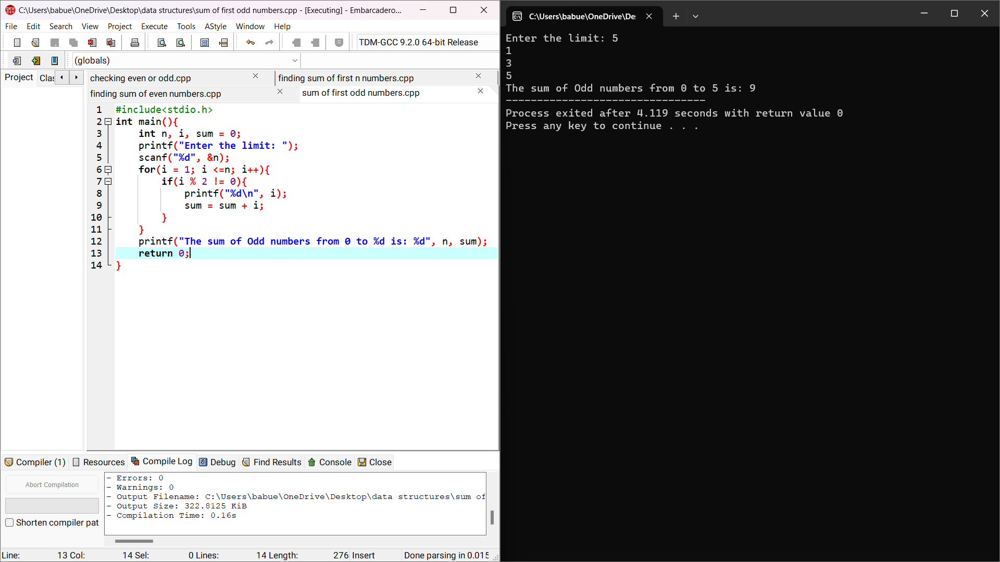 C:\Users\babue\OneDrive\Desktop\data structures\sum of first odd numbers.cpp - [Executing] - Embarcadero...
File Edit Search View Project Execute Tools AStyle Window Help
TDM-GCC 9.2.0 64-bit Release
(globals)
Project Clas
checking even or odd.cpp
finding sum of first n numbers.cpp
finding sum of even numbers.cpp
sum of first odd numbers.cpp
1 #include<stdio.h>
2 int main(){
3 int n, i, sum = 0;
4 printf("Enter the limit: ");
5 scanf("%d", &n);
6 for(i = 1; i <=n; i++){
7 if(i % 2 != 0){
8 printf("%d\n", i);
9 sum = sum + i;
10 }
11 }
12 printf("The sum of Odd numbers from 0 to %d is: %d", n, sum);
13 return 0;
14 }
Compiler (1) Resources Compile Log Debug Find Results Console Close
Abort Compilation
Shorten compiler pat
- Errors: 0
- Warnings: 0
- Output Filename: C:\Users\babue\OneDrive\Desktop\data structures\sum of
- Output Size: 322.8125 KiB
- Compilation Time: 0.16s
Line: 13 Col: 14 Sel: 0 Lines: 14 Length: 276 Insert Done parsing in 0.015
C:\Users\babue\OneDrive\De
Enter the limit: 5
1
3
5
The sum of Odd numbers from 0 to 5 is: 9
--------------------------------
Process exited after 4.119 seconds with return value 0
Press any key to continue . . .